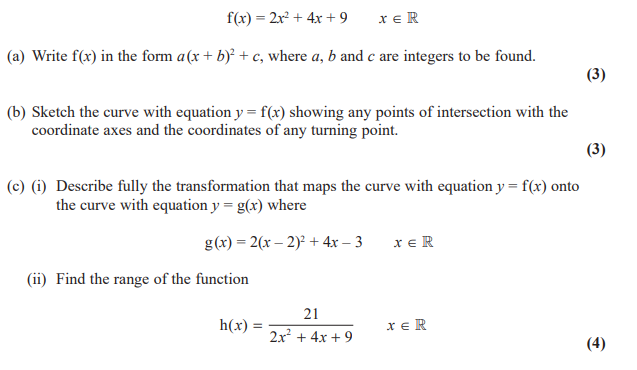 f(x) = 2x² + 4x + 9 x ∈ ℝ
(a) Write f(x) in the form a(x + b)² + c, where a, b and c are integers to be found.
(3)
(b) Sketch the curve with equation y = f(x) showing any points of intersection with the
coordinate axes and the coordinates of any turning point.
(3)
(c) (i) Describe fully the transformation that maps the curve with equation y = f(x) onto
the curve with equation y = g(x) where
g(x) = 2(x – 2)² + 4x – 3 x ∈ ℝ
(ii) Find the range of the function
h(x) = 21 / (2x² + 4x + 9) x ∈ ℝ
(4)